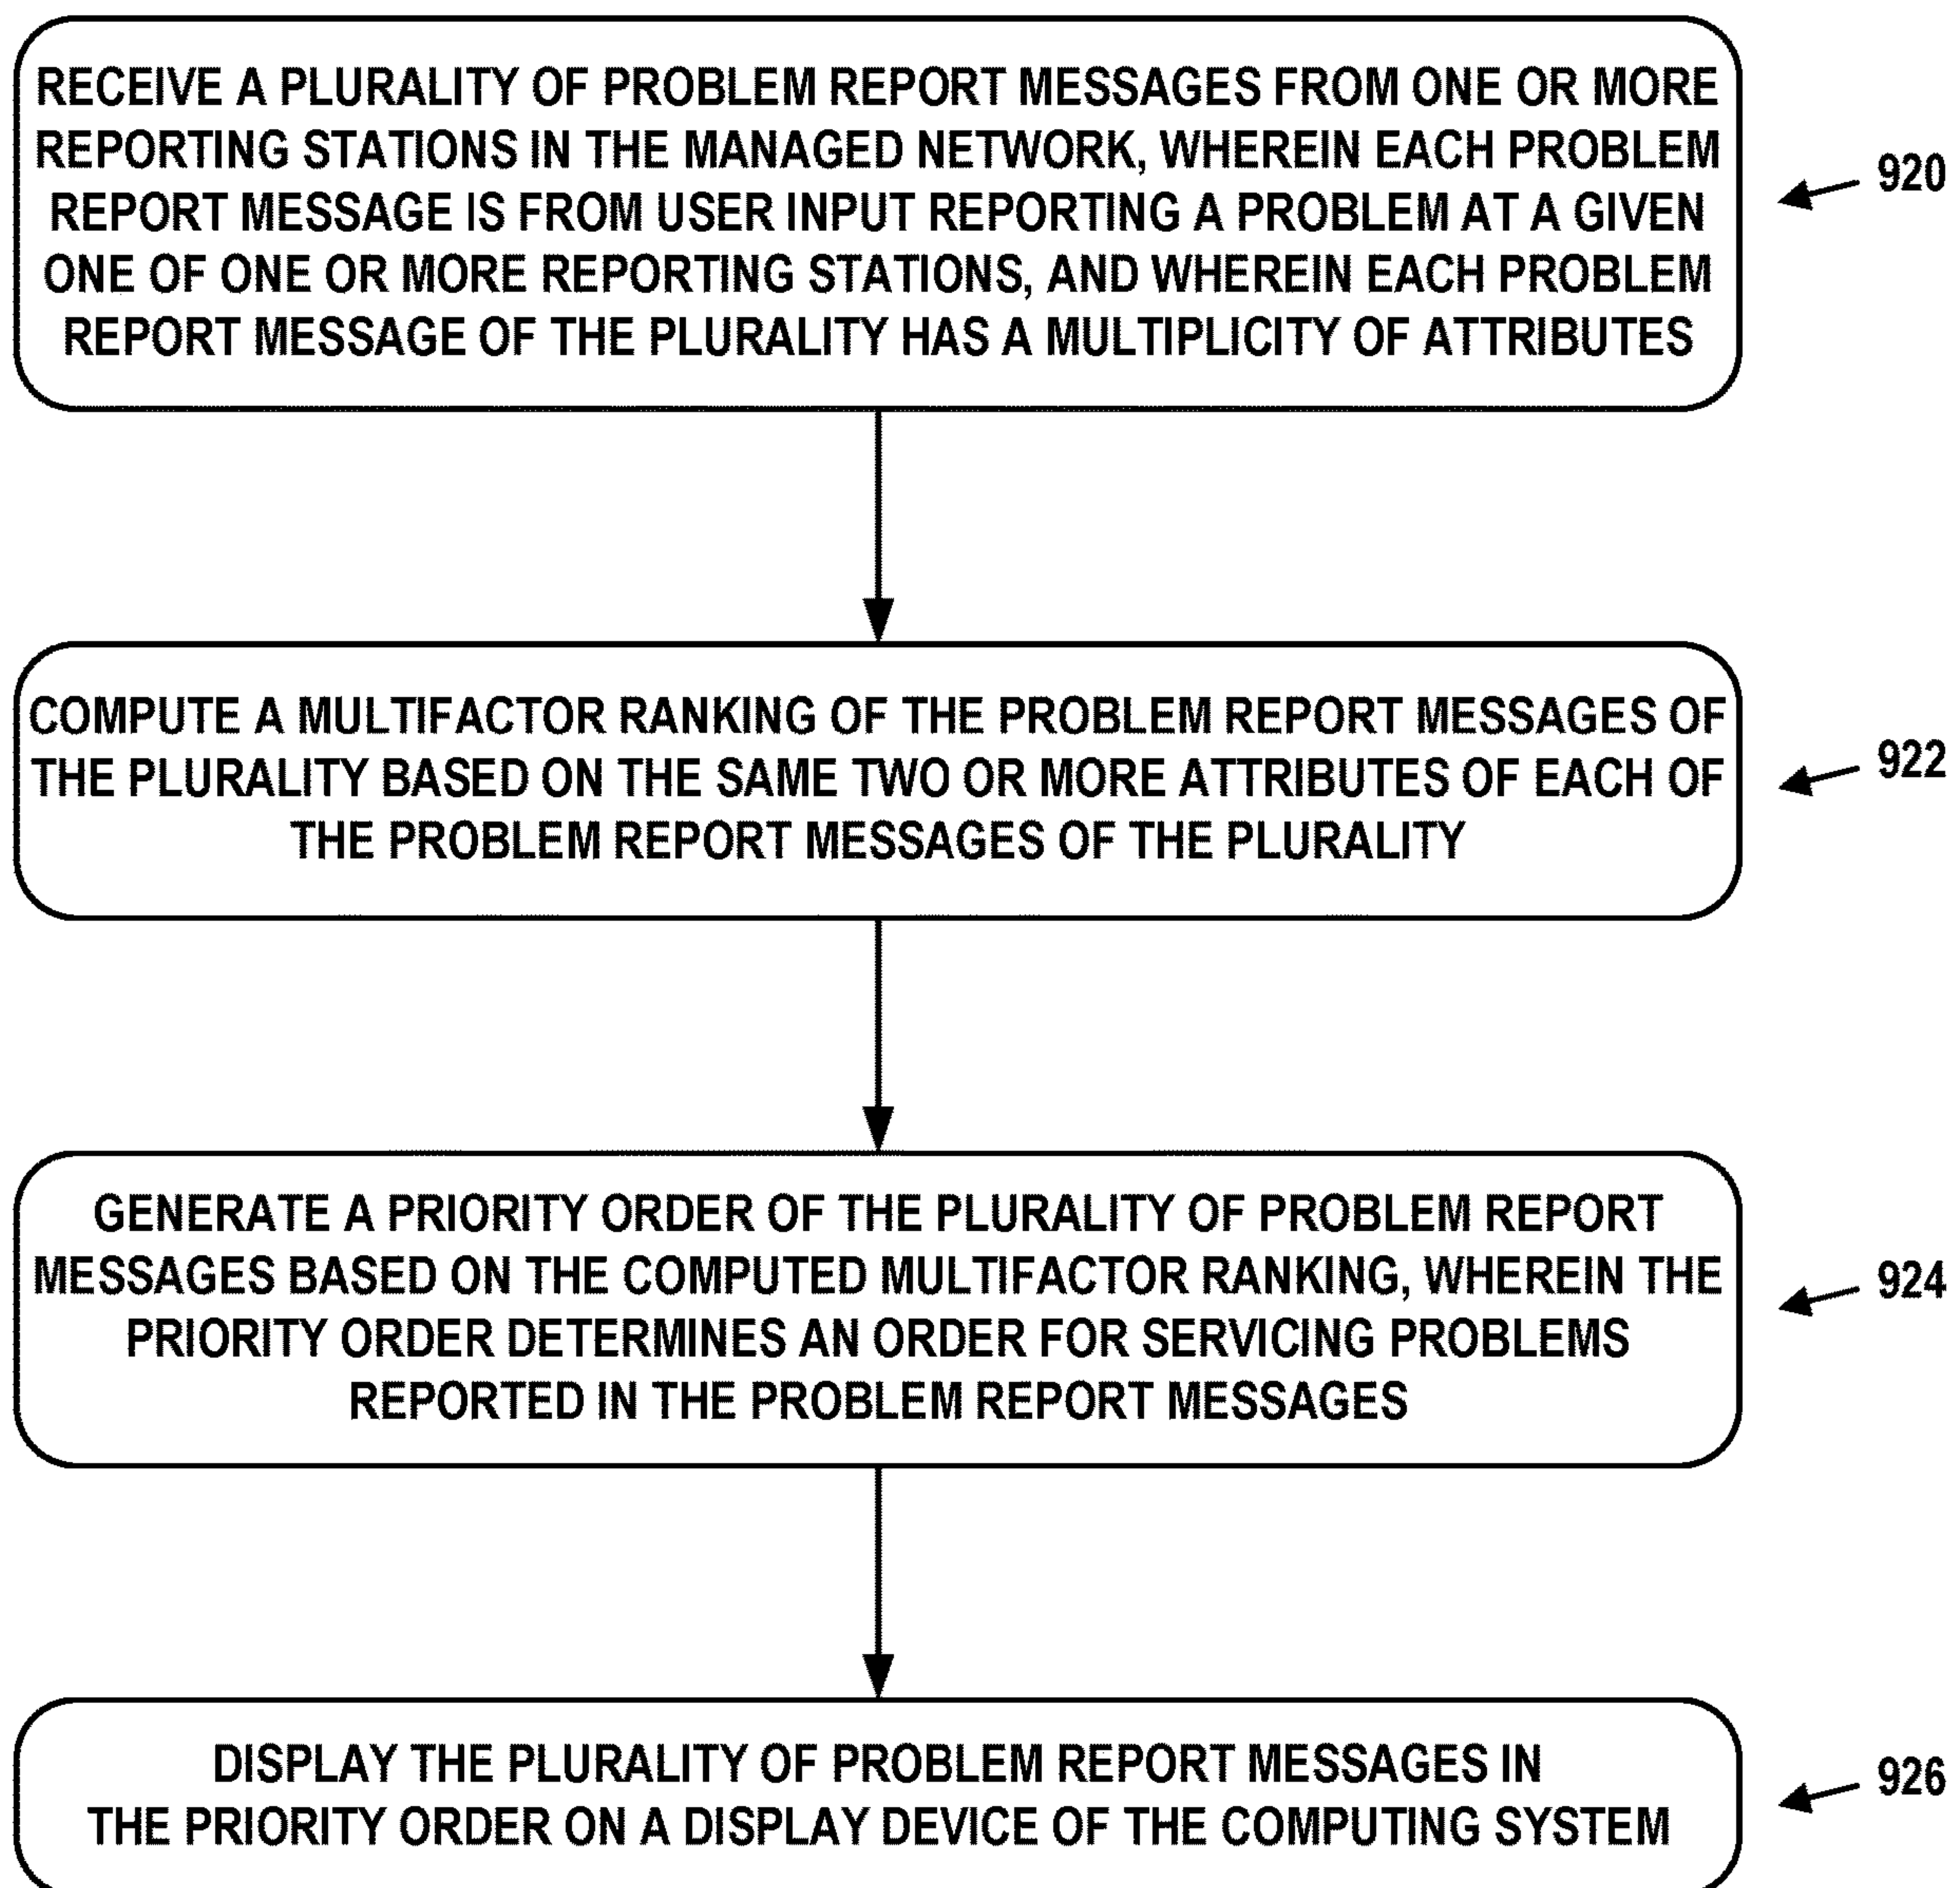 RECEIVE A PLURALITY OF PROBLEM REPORT MESSAGES FROM ONE OR MORE
REPORTING STATIONS IN THE MANAGED NETWORK, WHEREIN EACH PROBLEM
REPORT MESSAGE IS FROM USER INPUT REPORTING A PROBLEM AT A GIVEN
ONE OF ONE OR MORE REPORTING STATIONS, AND WHEREIN EACH PROBLEM
REPORT MESSAGE OF THE PLURALITY HAS A MULTIPLICITY OF ATTRIBUTES
920
COMPUTE A MULTIFACTOR RANKING OF THE PROBLEM REPORT MESSAGES OF
THE PLURALITY BASED ON THE SAME TWO OR MORE ATTRIBUTES OF EACH OF
THE PROBLEM REPORT MESSAGES OF THE PLURALITY
922
GENERATE A PRIORITY ORDER OF THE PLURALITY OF PROBLEM REPORT
MESSAGES BASED ON THE COMPUTED MULTIFACTOR RANKING, WHEREIN THE
PRIORITY ORDER DETERMINES AN ORDER FOR SERVICING PROBLEMS
REPORTED IN THE PROBLEM REPORT MESSAGES
924
DISPLAY THE PLURALITY OF PROBLEM REPORT MESSAGES IN
THE PRIORITY ORDER ON A DISPLAY DEVICE OF THE COMPUTING SYSTEM
926